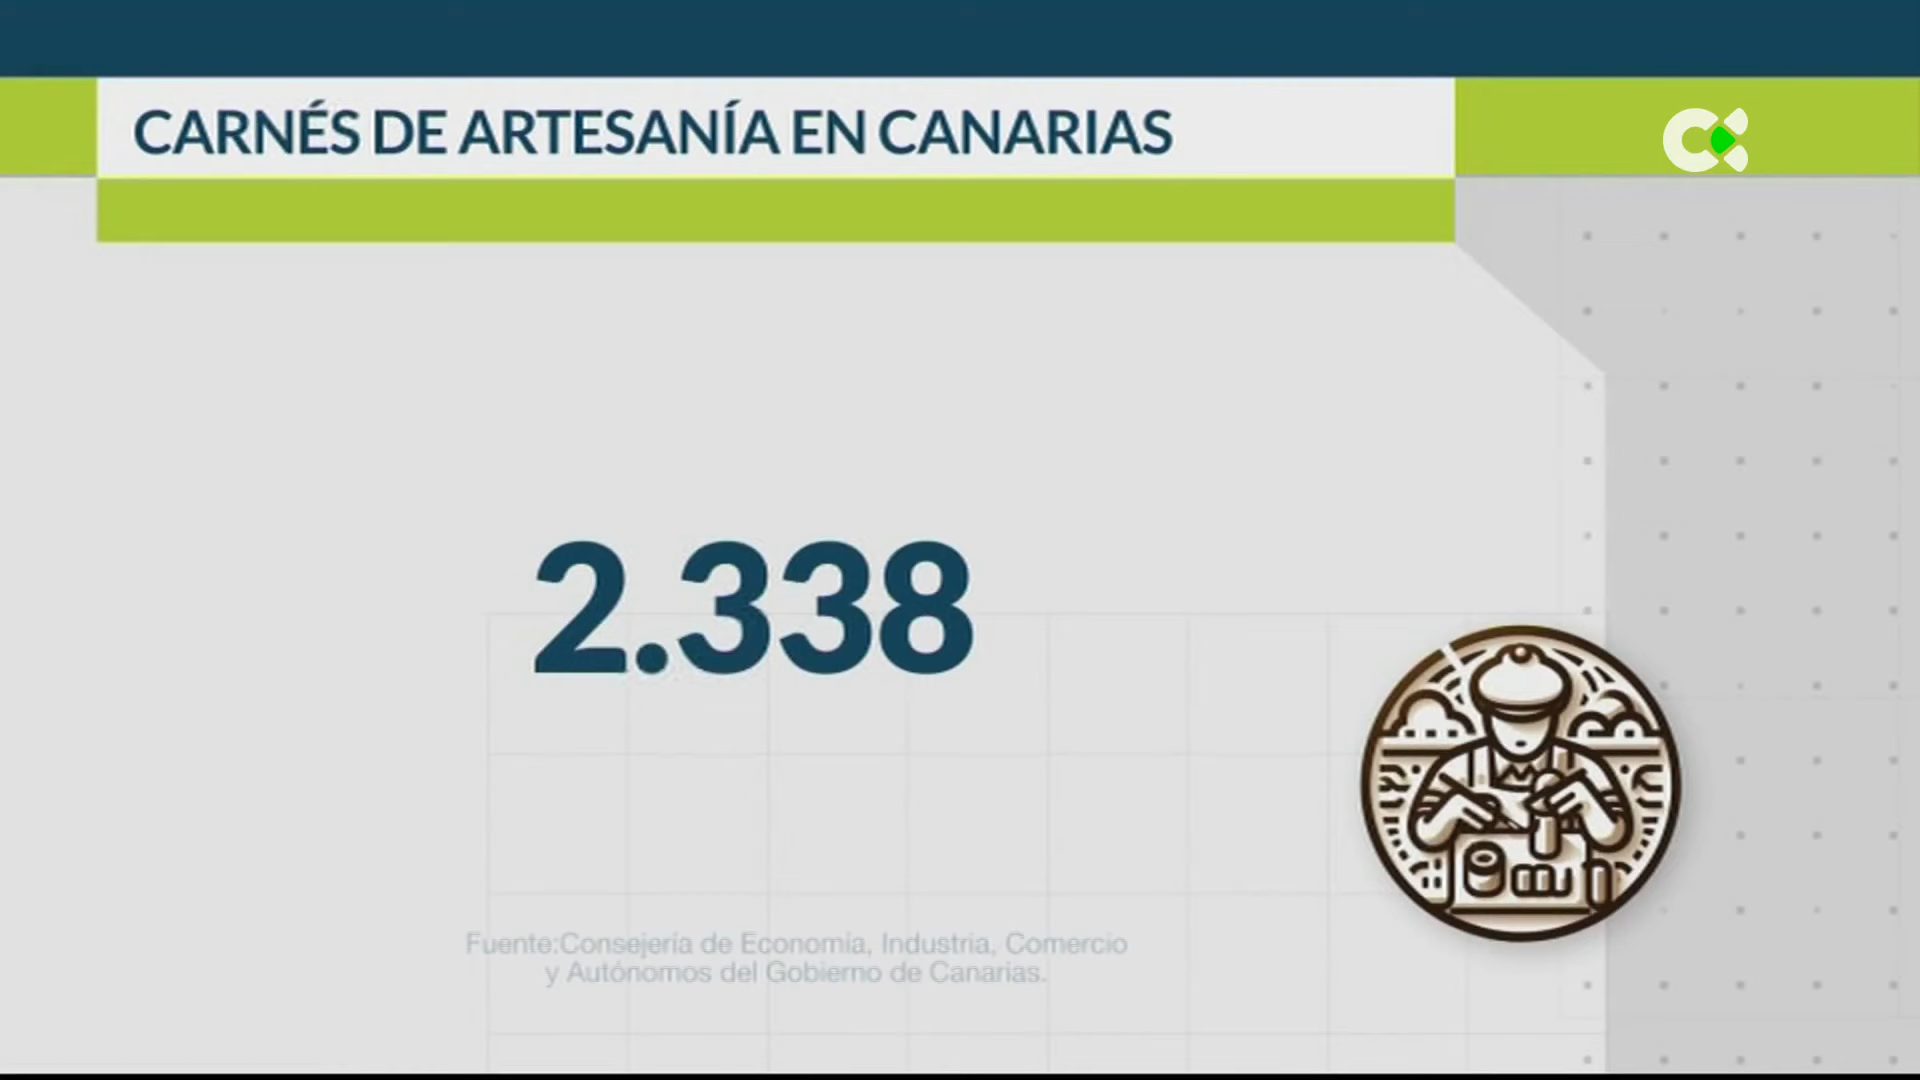 CARNÉS DE ARTESANÍA EN CANARIAS
2.338
Fuente:Consejería de Economía, Industria, Comercio
y Autónomos del Gobierno de Canarias.